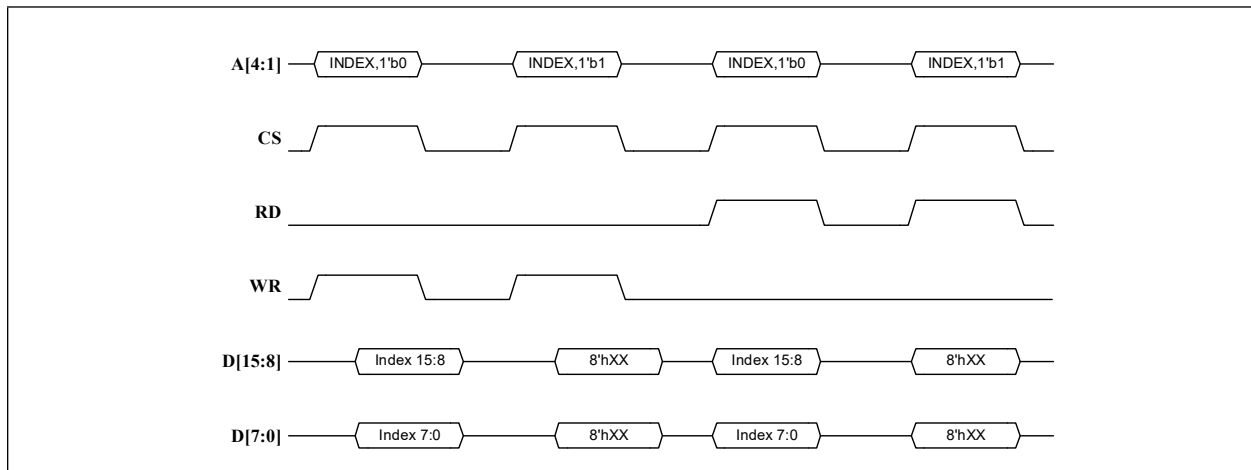 A[4:1] INDEX,1'b0 INDEX,1'b1 INDEX,1'b0 INDEX,1'b1
CS
RD
WR
D[15:8] Index 15:8 8'hXX Index 15:8 8'hXX
D[7:0] Index 7:0 8'hXX Index 7:0 8'hXX